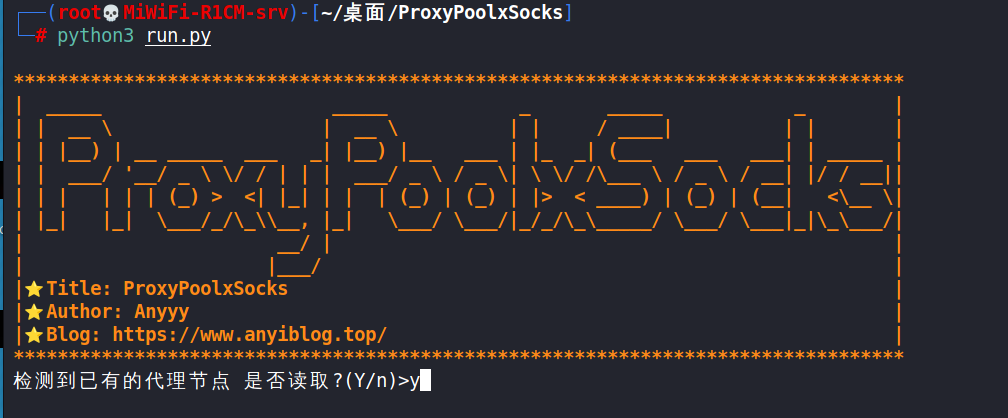 ┌──(root💀MiWiFi-R1CM-srv)-[~/桌面/ProxyPoolxSocks]
└─# python3 run.py
*********************************************************************************
ProxyPoolxSocks
|⭐Title: ProxyPoolxSocks |
|⭐Author: Anyyy |
|⭐Blog: https://www.anyiblog.top/ |
*********************************************************************************
检测到已有的代理节点 是否读取?(Y/n)>y